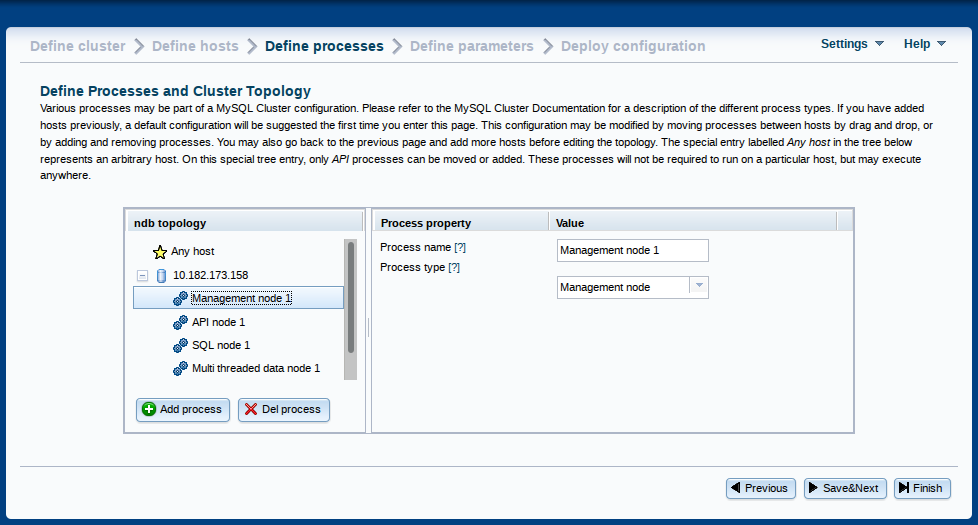 Define cluster Define hosts Define processes Define parameters Deploy configuration Settings Help
Define Processes and Cluster Topology
Various processes may be part of a MySQL Cluster configuration. Please refer to the MySQL Cluster Documentation for a description of the different process types. If you have added
hosts previously, a default configuration will be suggested the first time you enter this page. This configuration may be modified by moving processes between hosts by drag and drop, or
by adding and removing processes. You may also go back to the previous page and add more hosts before editing the topology. The special entry labelled Any host in the tree below
represents an arbitrary host. On this special tree entry, only API processes can be moved or added. These processes will not be required to run on a particular host, but may execute
anywhere.
ndb topology
Any host
10.182.173.158
Management node 1
API node 1
SQL node 1
Multi threaded data node 1
Add process Del process
Process property Value
Process name [?] Management node 1
Process type [?]
Management node
Previous Save&Next Finish